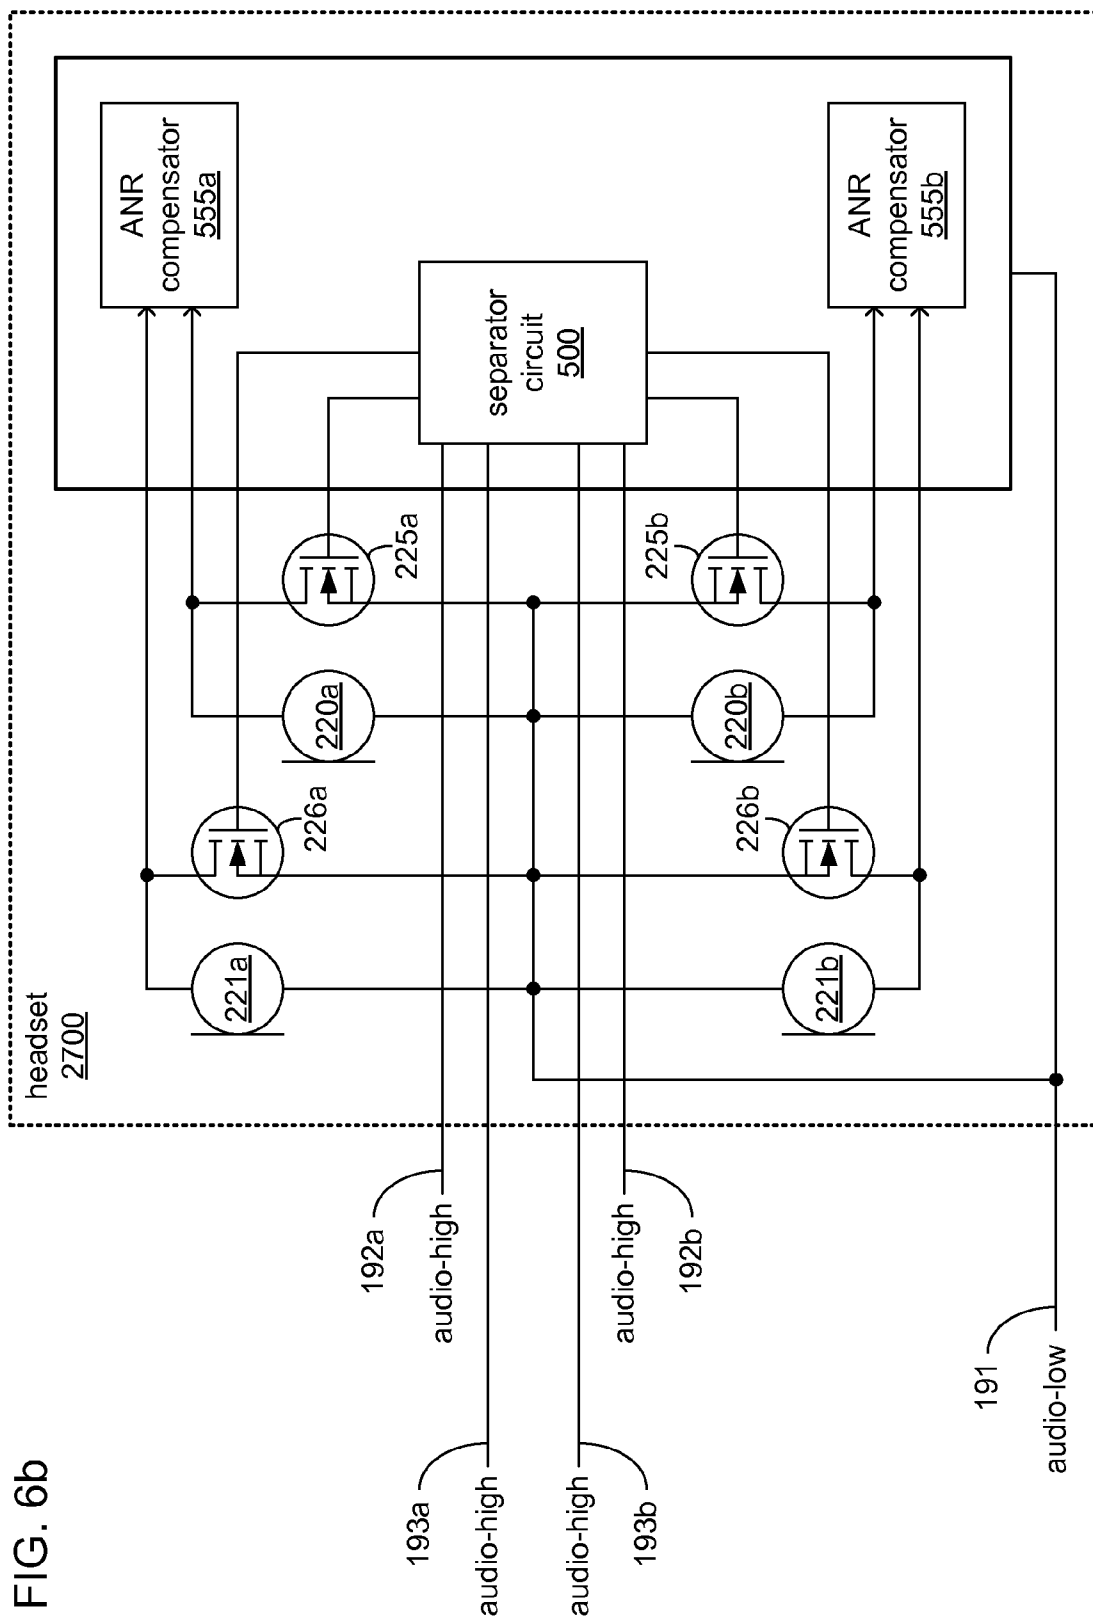 FIG. 6b
headset
2700
ANR
compensator
555a
ANR
compensator
555b
separator
circuit
500
225a
225b
220a
220b
226a
226b
221a
221b
192a
audio-high
193a
audio-high
audio-high
193b
audio-high
192b
191
audio-low